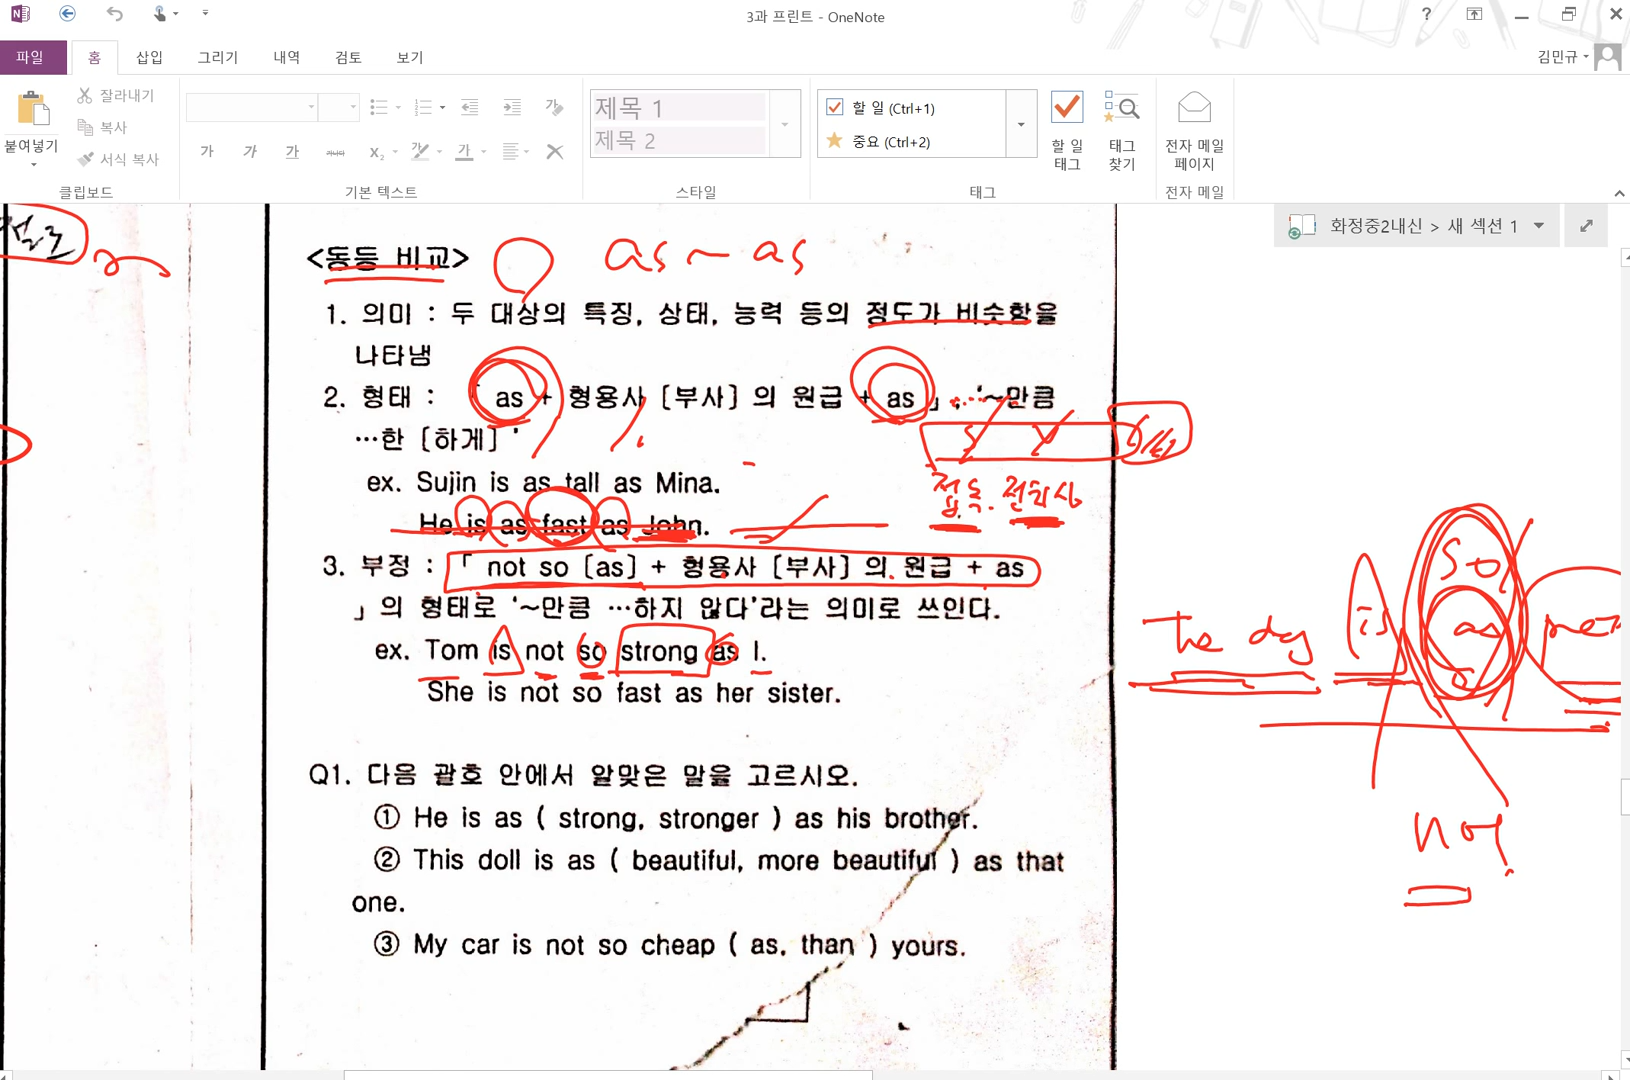 3과 프린트 - OneNote
파일 홈 삽입 그리기 내역 검토 보기
김민규
붙여넣기
잘라내기
복사
서식 복사
클립보드
가 가 가 가나다 x₂ 가
기본 텍스트
제목 1
제목 2
스타일
할 일 (Ctrl+1)
중요 (Ctrl+2)
할 일 태그
태그 찾기
태그
전자 메일 페이지
전자 메일
화정중2내신 > 새 섹션 1
<동등 비교> as ~ as
1. 의미 : 두 대상의 특징, 상태, 능력 등의 정도가 비슷함을
나타냄
2. 형태 : 「 as + 형용사 [부사] 의 원급 + as 」, '~만큼
…한 [하게] '
S V
ex. Sujin is as tall as Mina.
접속. 전치사
He is as fast as John.
3. 부정 : 「 not so [as] + 형용사 [부사] 의 원급 + as
」의 형태로 '~만큼 …하지 않다'라는 의미로 쓰인다.
ex. Tom is not so strong as I.
She is not so fast as her sister.
so
The dog is as
not
Q1. 다음 괄호 안에서 알맞은 말을 고르시오.
① He is as ( strong, stronger ) as his brother.
② This doll is as ( beautiful, more beautiful ) as that
one.
③ My car is not so cheap ( as, than ) yours.